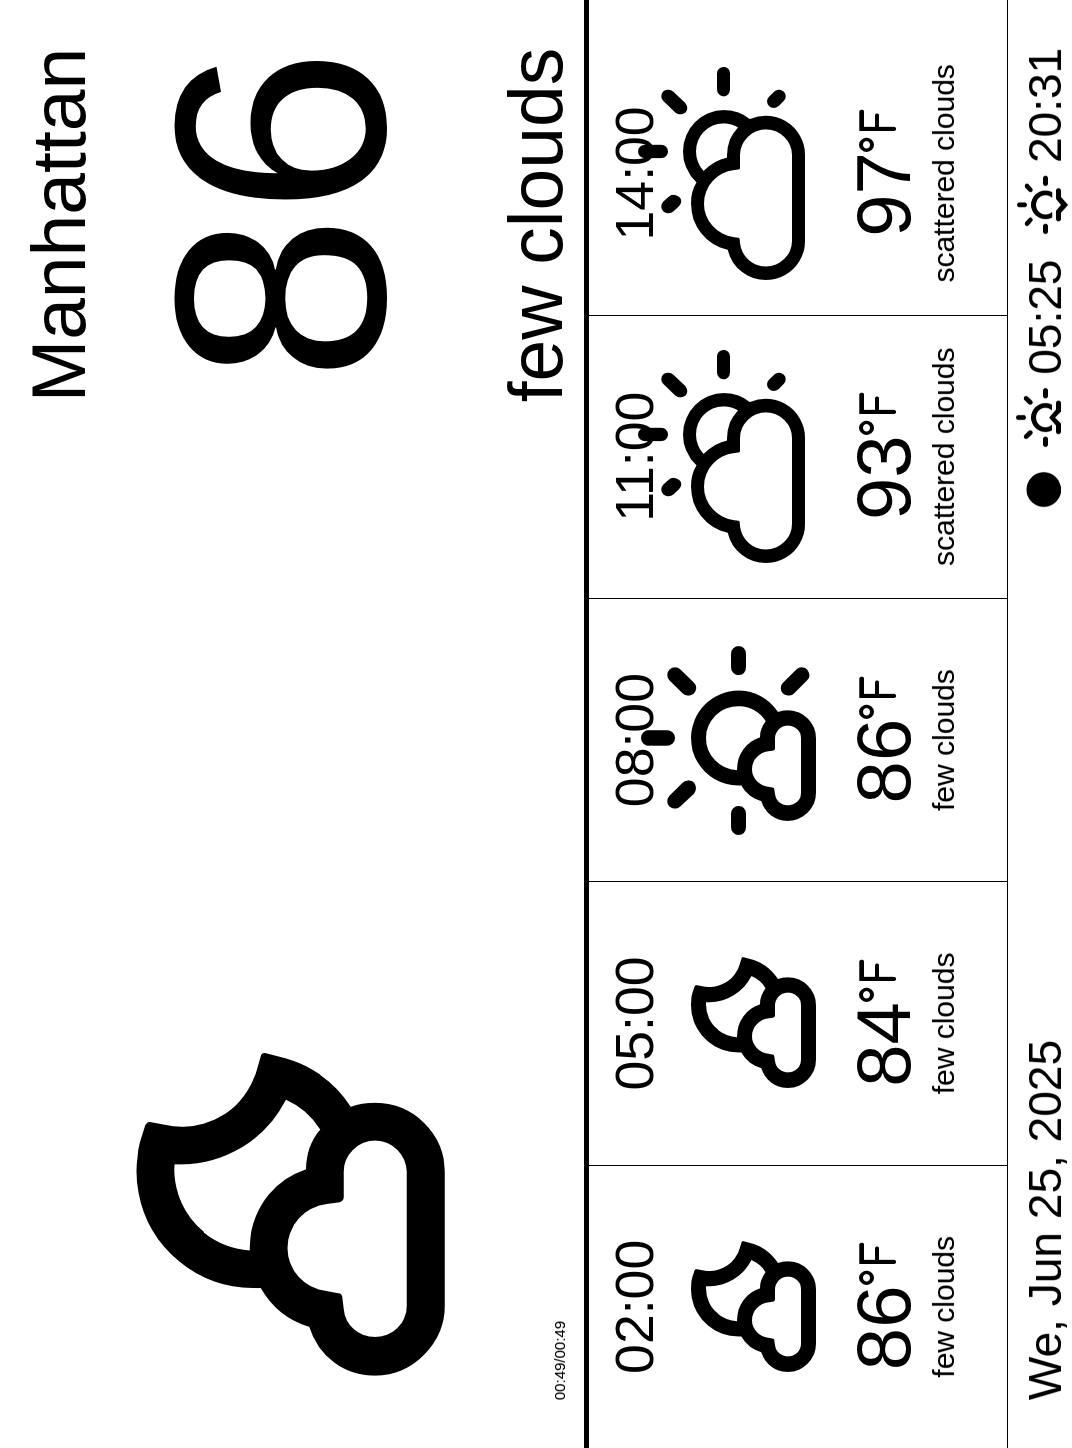 Manhattan
86
few clouds
00:49/00:49
02:00 05:00 08:00 11:00 14:00
86°F 84°F 86°F 93°F 97°F
few clouds few clouds few clouds scattered clouds scattered clouds
We, Jun 25, 2025 05:25 20:31